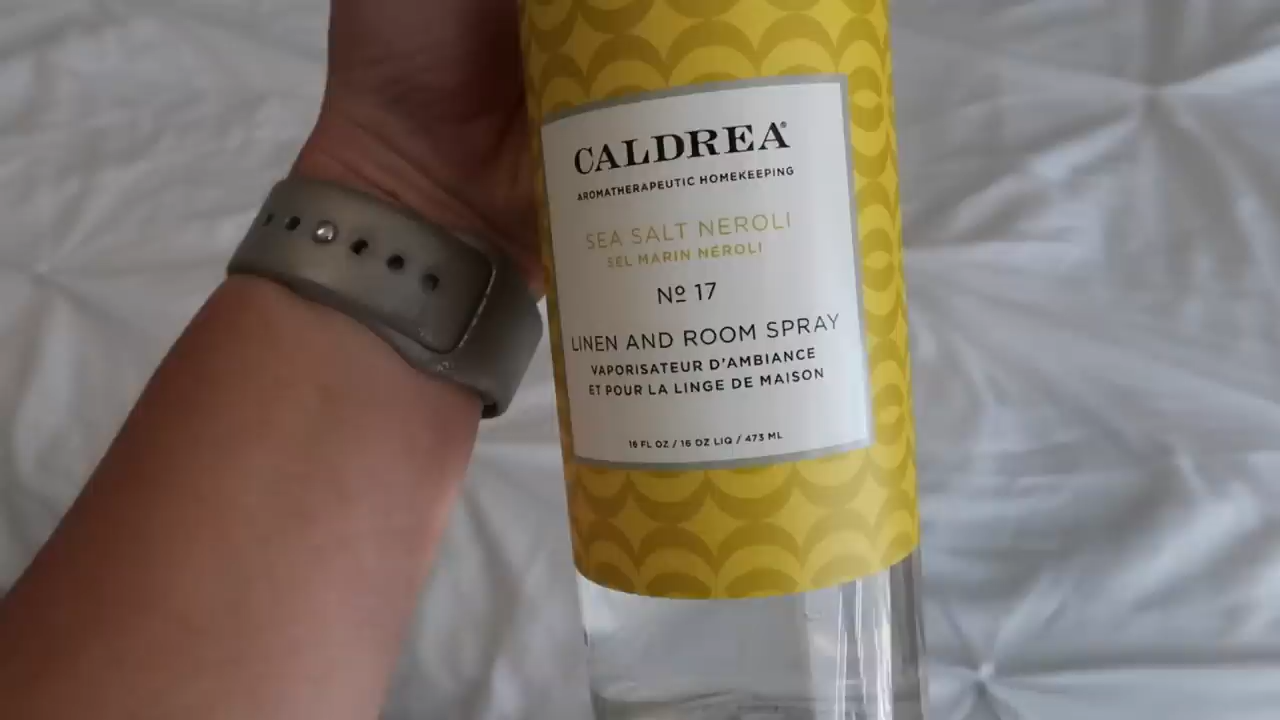 CALDREA®
AROMATHERAPEUTIC HOMEKEEPING
SEA SALT NEROLI
SEL MARIN NÉROLI
Nº 17
LINEN AND ROOM SPRAY
VAPORISATEUR D'AMBIANCE
ET POUR LA LINGE DE MAISON
16 FL OZ / 16 OZ LIQ / 473 ML